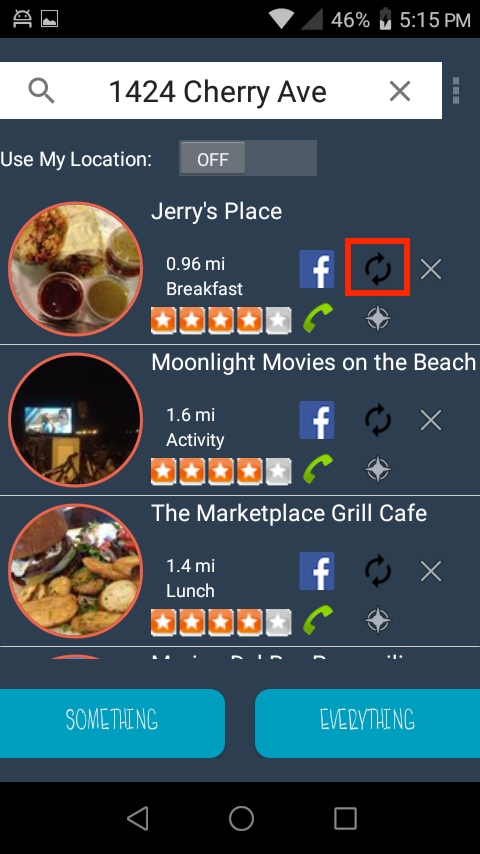 46% 5:15 PM
1424 Cherry Ave
Use My Location: OFF
Jerry's Place
0.96 mi
Breakfast
Moonlight Movies on the Beach
1.6 mi
Activity
The Marketplace Grill Cafe
1.4 mi
Lunch
SOMETHING EVERYTHING